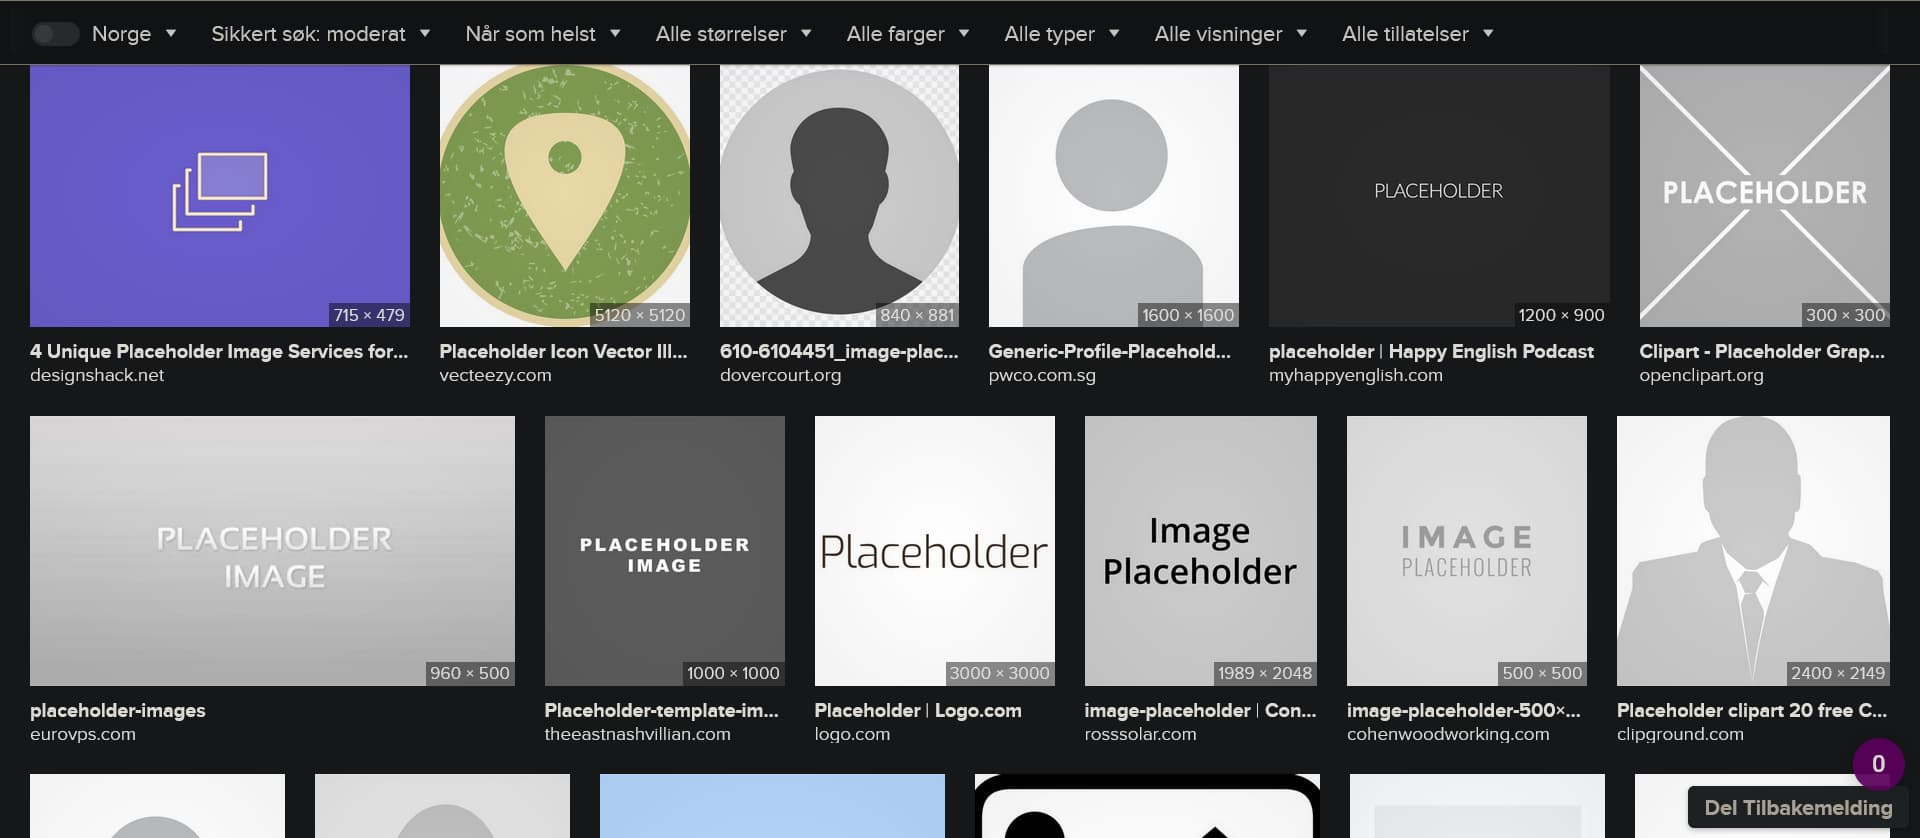 Norge
Sikkert søk: moderat
Når som helst
Alle størrelser
Alle farger
Alle typer
Alle visninger
Alle tillatelser
715 × 479
5120 × 5120
840 × 881
1600 × 1600
PLACEHOLDER
1200 × 900
PLACEHOLDER
300 × 300
4 Unique Placeholder Image Services for...
designshack.net
Placeholder Icon Vector Ill...
vecteezy.com
610-6104451_image-plac...
dovercourt.org
Generic-Profile-Placehold...
pwco.com.sg
placeholder | Happy English Podcast
myhappyenglish.com
Clipart - Placeholder Grap...
openclipart.org
PLACEHOLDER
IMAGE
960 × 500
PLACEHOLDER
IMAGE
1000 × 1000
Placeholder
3000 × 3000
Image
Placeholder
1989 × 2048
IMAGE
PLACEHOLDER
500 × 500
2400 × 2149
placeholder-images
eurovps.com
Placeholder-template-im...
theeastnashvillian.com
Placeholder | Logo.com
logo.com
image-placeholder | Con...
rosssolar.com
image-placeholder-500×...
cohenwoodworking.com
Placeholder clipart 20 free C...
clipground.com
0
Del Tilbakemelding